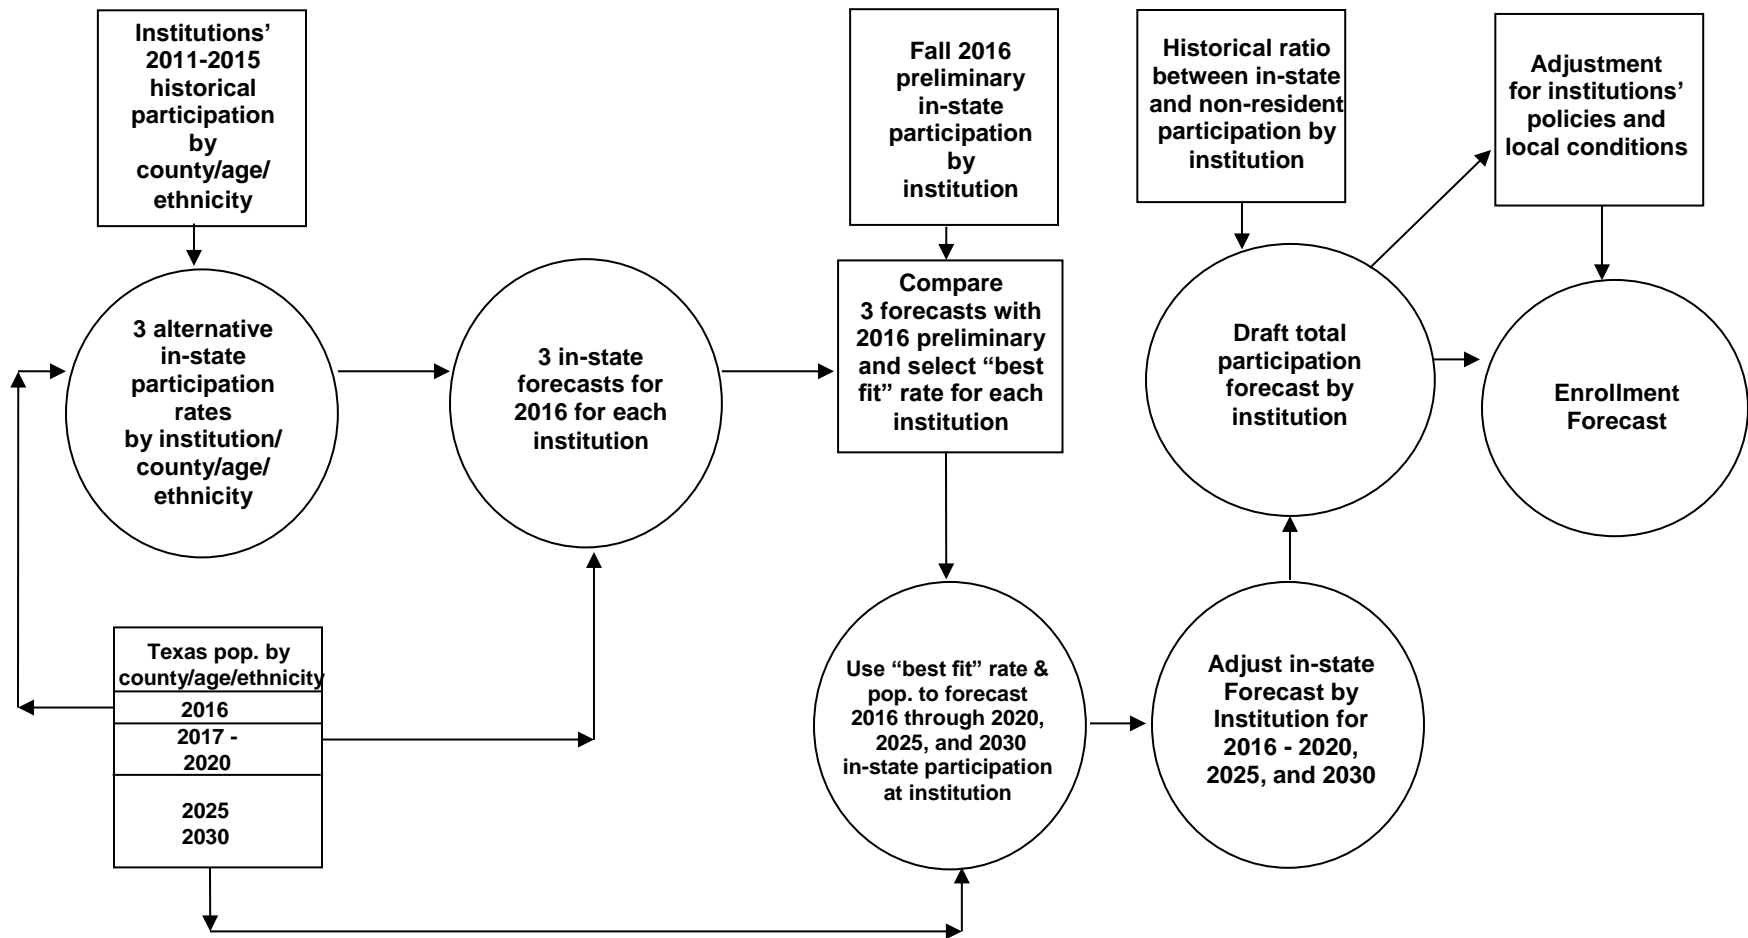 Institutions’
2011-2015
historical
participation
by
county/age/
ethnicity
Fall 2016
preliminary
in-state
participation
by
institution
Historical ratio
between in-state
and non-resident
participation by
institution
Adjustment
for institutions’
policies and
local conditions
3 alternative
in-state
participation
rates
by institution/
county/age/
ethnicity
3 in-state
forecasts for
2016 for each
institution
Compare
3 forecasts with
2016 preliminary
and select “best
fit” rate for each
institution
Draft total
participation
forecast by
institution
Enrollment
Forecast
Texas pop. by
county/age/ethnicity
2016
2017 -
2020
2025
2030
Use “best fit” rate &
pop. to forecast
2016 through 2020,
2025, and 2030
in-state participation
at institution
Adjust in-state
Forecast by
Institution for
2016 - 2020,
2025, and 2030